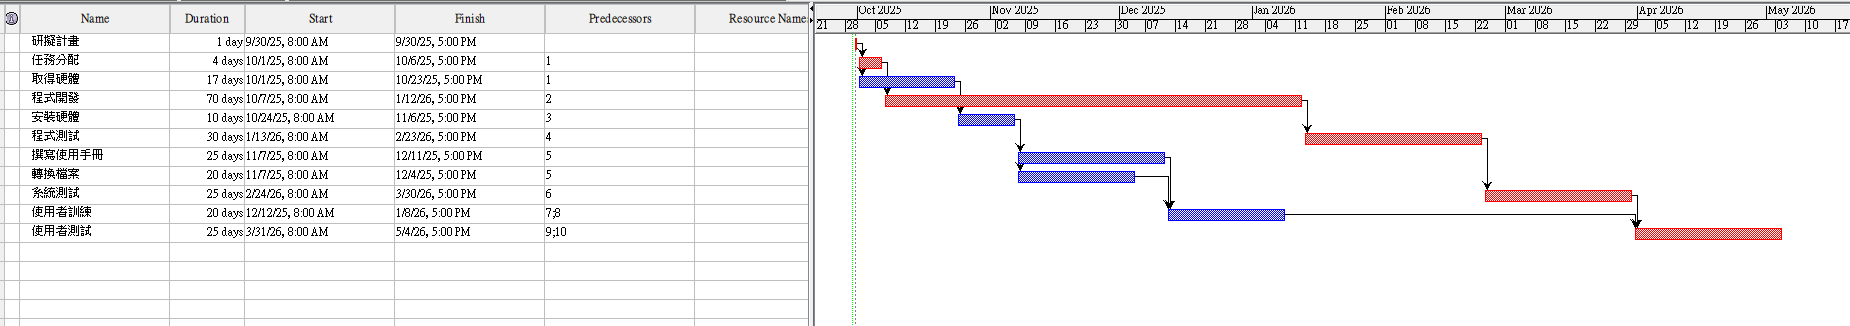 Name Duration Start Finish Predecessors Resource Name
Oct 2025 Nov 2025 Dec 2025 Jan 2026 Feb 2026 Mar 2026 Apr 2026 May 2026
21 28 05 12 19 26 02 09 16 23 30 07 14 21 28 04 11 18 25 01 08 15 22 01 08 15 22 29 05 12 19 26 03 10 17
研擬計畫 1 day 9/30/25, 8:00 AM 9/30/25, 5:00 PM
任務分配 4 days 10/1/25, 8:00 AM 10/6/25, 5:00 PM 1
取得硬體 17 days 10/1/25, 8:00 AM 10/23/25, 5:00 PM 1
程式開發 70 days 10/7/25, 8:00 AM 1/12/26, 5:00 PM 2
安裝硬體 10 days 10/24/25, 8:00 AM 11/6/25, 5:00 PM 3
程式測試 30 days 1/13/26, 8:00 AM 2/23/26, 5:00 PM 4
撰寫使用手冊 25 days 11/7/25, 8:00 AM 12/11/25, 5:00 PM 5
轉換檔案 20 days 11/7/25, 8:00 AM 12/4/25, 5:00 PM 5
系統測試 25 days 2/24/26, 8:00 AM 3/30/26, 5:00 PM 6
使用者訓練 20 days 12/12/25, 8:00 AM 1/8/26, 5:00 PM 7;8
使用者測試 25 days 3/31/26, 8:00 AM 5/4/26, 5:00 PM 9;10